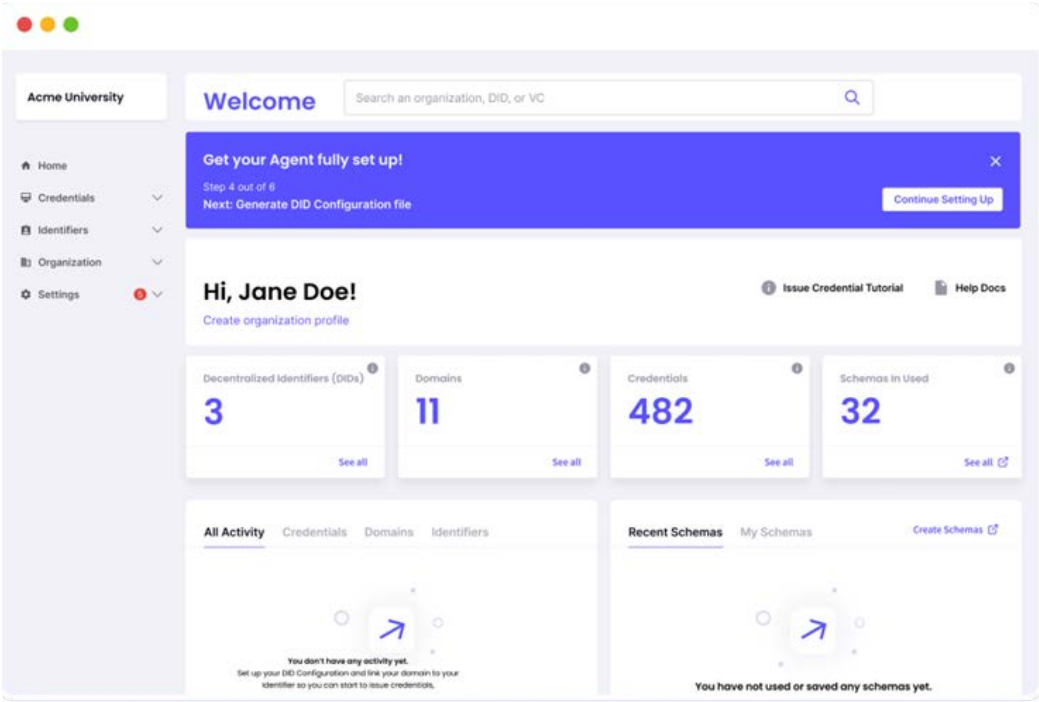 Acme University
Welcome
Search an organization, DID, or VC
Get your Agent fully set up!
Step 4 out of 6
Next: Generate DID Configuration file
Continue Setting Up
Home
Credentials
Identifiers
Organization
Settings
Hi, Jane Doe!
Create organization profile
Issue Credential Tutorial
Help Docs
Decentralized Identifiers (DIDs)
3
See all
Domains
11
See all
Credentials
482
See all
Schemas In Used
32
See all
All Activity Credentials Domains Identifiers
You don't have any activity yet.
Set up your DID Configuration and link your domain to your
identifier so you can start to issue credentials,
Recent Schemas My Schemas
Create Schemas
You have not used or saved any schemas yet.